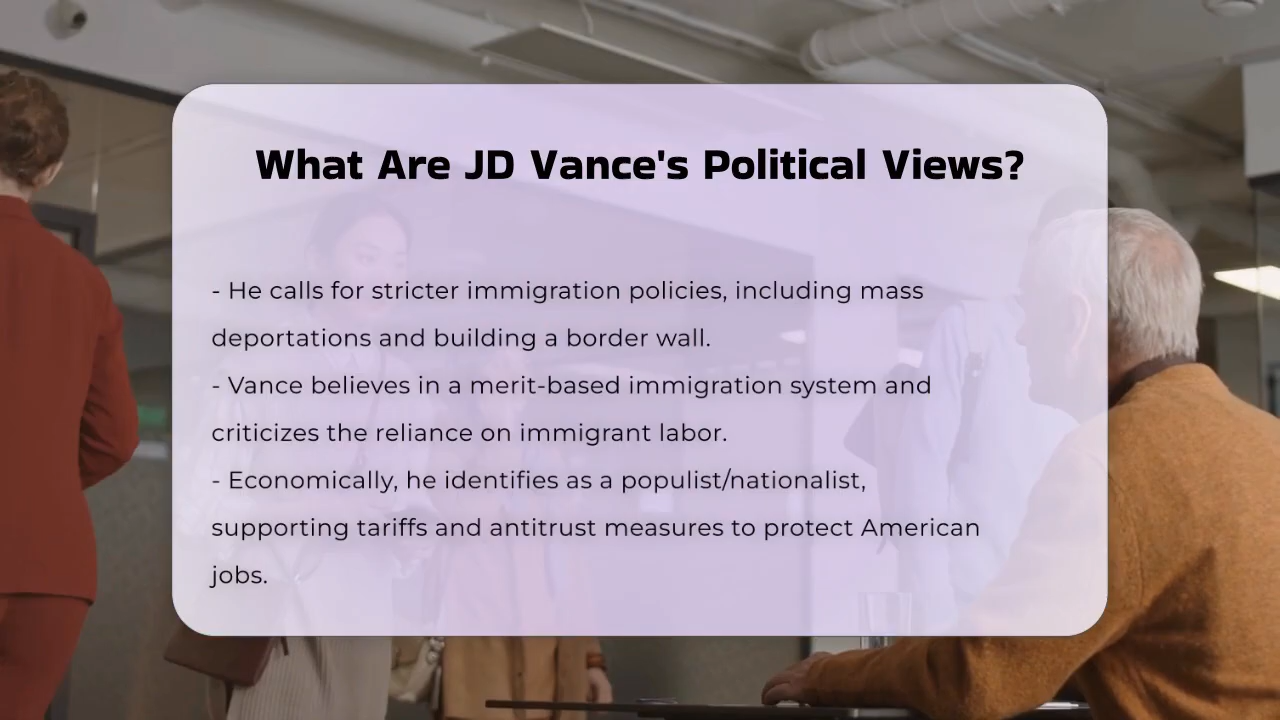 What Are JD Vance's Political Views?
- He calls for stricter immigration policies, including mass
deportations and building a border wall.
- Vance believes in a merit-based immigration system and
criticizes the reliance on immigrant labor.
- Economically, he identifies as a populist/nationalist,
supporting tariffs and antitrust measures to protect American
jobs.